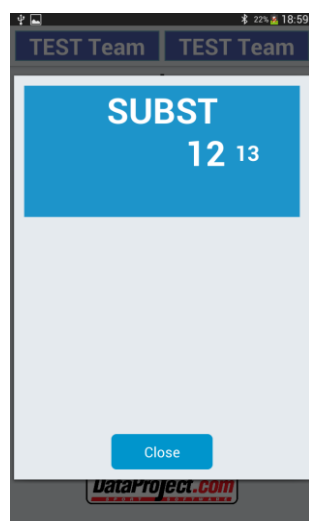 22% 18:59
TEST Team TEST Team
SUBST
12 13
Close
DataProject.com